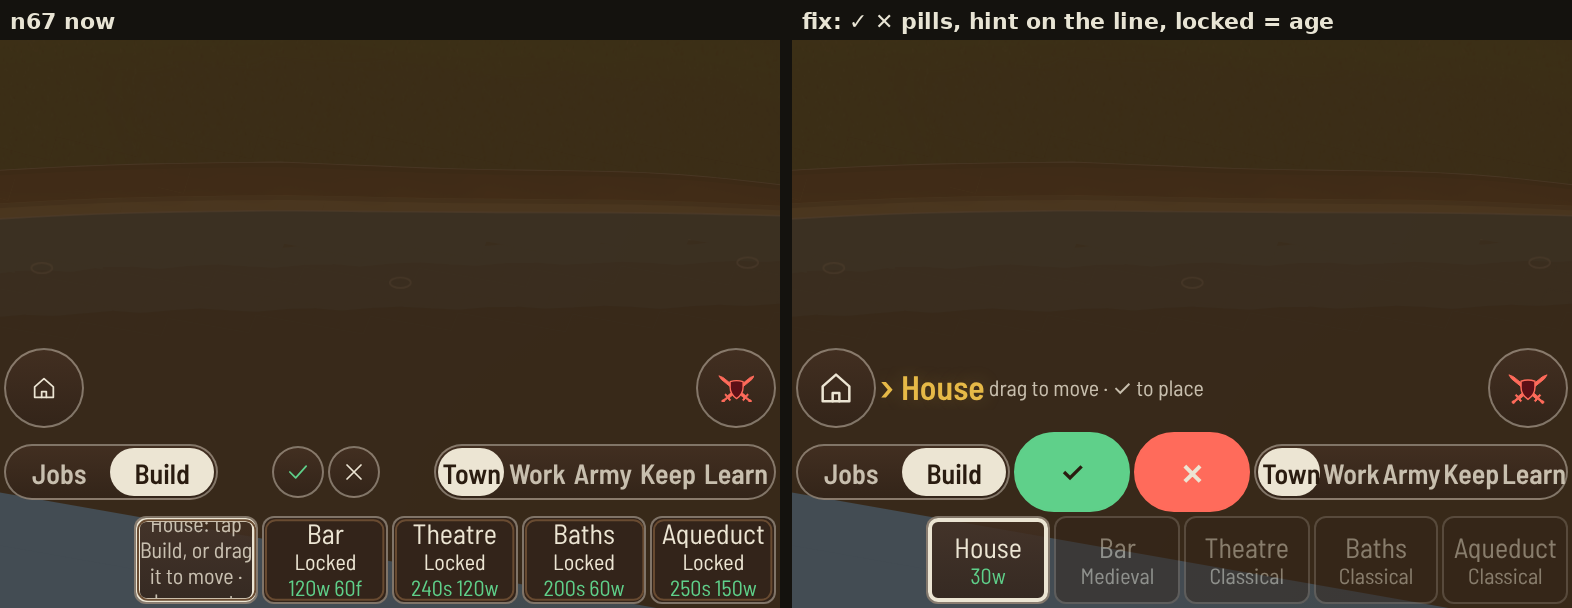 n67 now
Jobs Build
Town Work Army Keep Learn
House: tap
Build, or drag
it to move ·
Bar
Locked
120w 60f
Theatre
Locked
240s 120w
Baths
Locked
200s 60w
Aqueduct
Locked
250s 150w
fix: ✓ ✕ pills, hint on the line, locked = age
› House drag to move · ✓ to place
Jobs Build ✓ ✕ Town Work Army Keep Learn
House
30w
Bar
Medieval
Theatre
Classical
Baths
Classical
Aqueduct
Classical